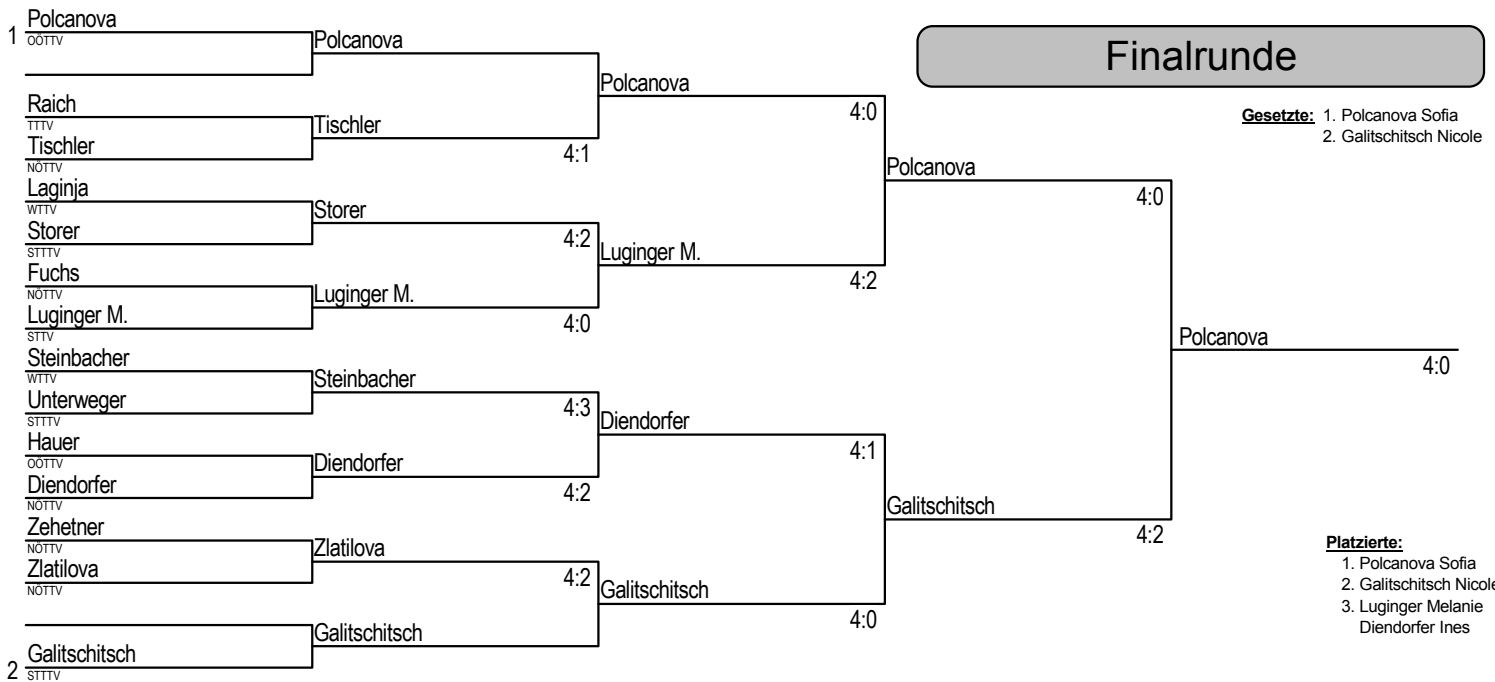 Finalrunde
Gesetzte: 1. Polcanova Sofia
2. Galitschitsch Nicole
1 Polcanova
OÖTTV
Raich
TTTV
Tischler
NÖTTV
Laginja
WTTV
Storer
STTTV
Fuchs
NÖTTV
Luginger M.
STTV
Steinbacher
WTTV
Unterweger
STTTV
Hauer
OÖTTV
Diendorfer
NÖTTV
Zehetner
NÖTTV
Zlatilova
NÖTTV
2 Galitschitsch
STTTV
Polcanova
Tischler
4:1
Storer
4:2
Luginger M.
4:0
Steinbacher
4:3
Diendorfer
4:2
Zlatilova
4:2
Galitschitsch
Polcanova
4:0
Luginger M.
4:2
Diendorfer
4:1
Galitschitsch
4:0
Polcanova
4:0
Galitschitsch
4:2
Polcanova
4:0
Platzierte:
1. Polcanova Sofia
2. Galitschitsch Nicole
3. Luginger Melanie
Diendorfer Ines